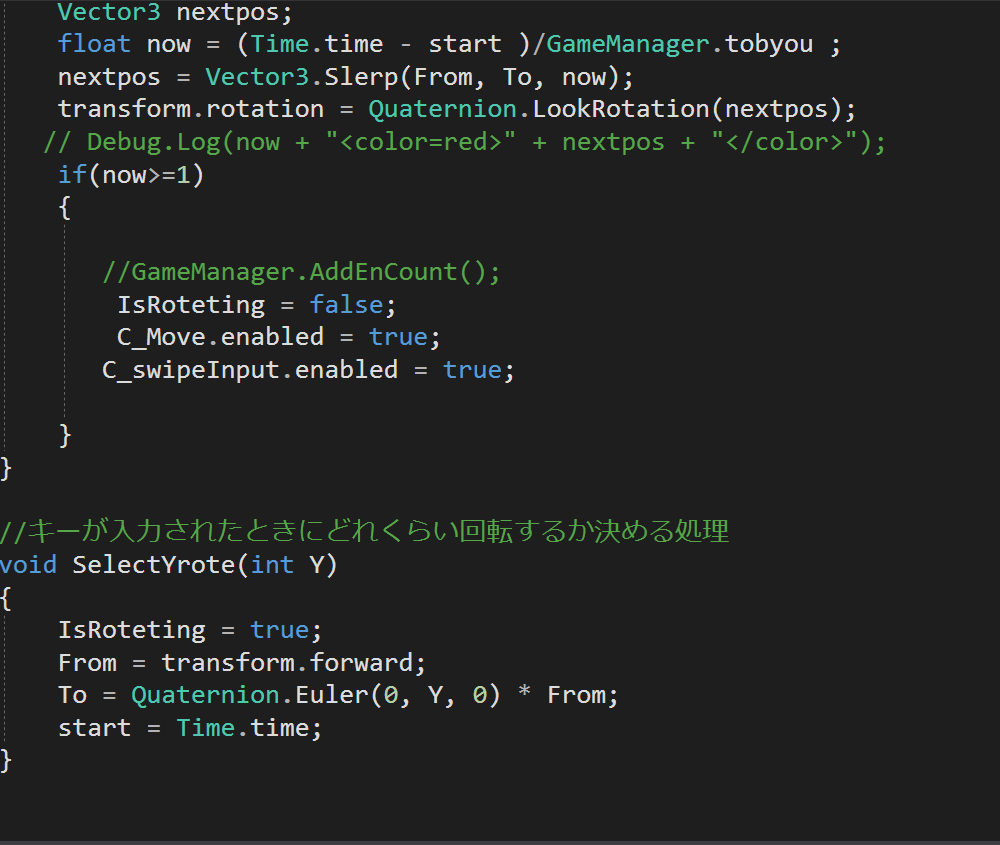 Vector3 nextpos;
float now = (Time.time - start )/GameManager.tobyou ;
nextpos = Vector3.Slerp(From, To, now);
transform.rotation = Quaternion.LookRotation(nextpos);
// Debug.Log(now + "<color=red>" + nextpos + "</color>");
if(now>=1)
{
//GameManager.AddEnCount();
IsRoteting = false;
C_Move.enabled = true;
C_swipeInput.enabled = true;
}
}
//キーが入力されたときにどれくらい回転するか決める処理
void SelectYrote(int Y)
{
IsRoteting = true;
From = transform.forward;
To = Quaternion.Euler(0, Y, 0) * From;
start = Time.time;
}